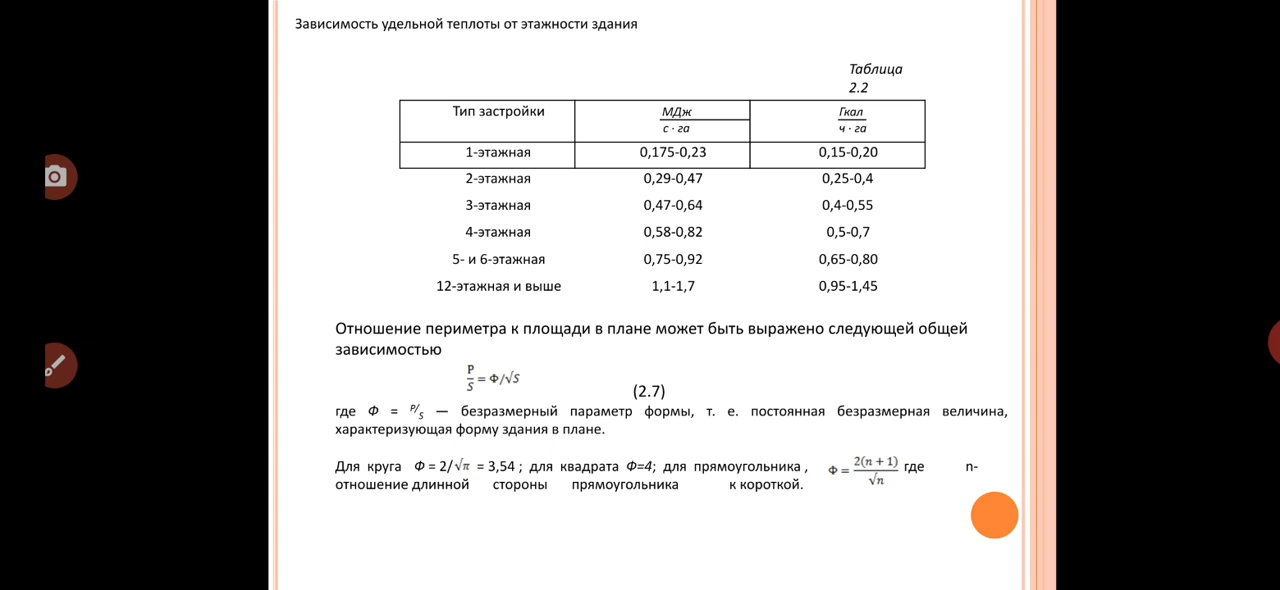 Зависимость удельной теплоты от этажности здания
Таблица
2.2
Тип застройки МДж/с · га Гкал/ч · га
1-этажная 0,175-0,23 0,15-0,20
2-этажная 0,29-0,47 0,25-0,4
3-этажная 0,47-0,64 0,4-0,55
4-этажная 0,58-0,82 0,5-0,7
5- и 6-этажная 0,75-0,92 0,65-0,80
12-этажная и выше 1,1-1,7 0,95-1,45
Отношение периметра к площади в плане может быть выражено следующей общей
зависимостью
P/S = Ф/√S
(2.7)
где Ф = P/S — безразмерный параметр формы, т. е. постоянная безразмерная величина,
характеризующая форму здания в плане.
Для круга Ф = 2/√π = 3,54 ; для квадрата Ф=4; для прямоугольника , Ф = 2(n + 1)/√n где n-
отношение длинной стороны прямоугольника к короткой.